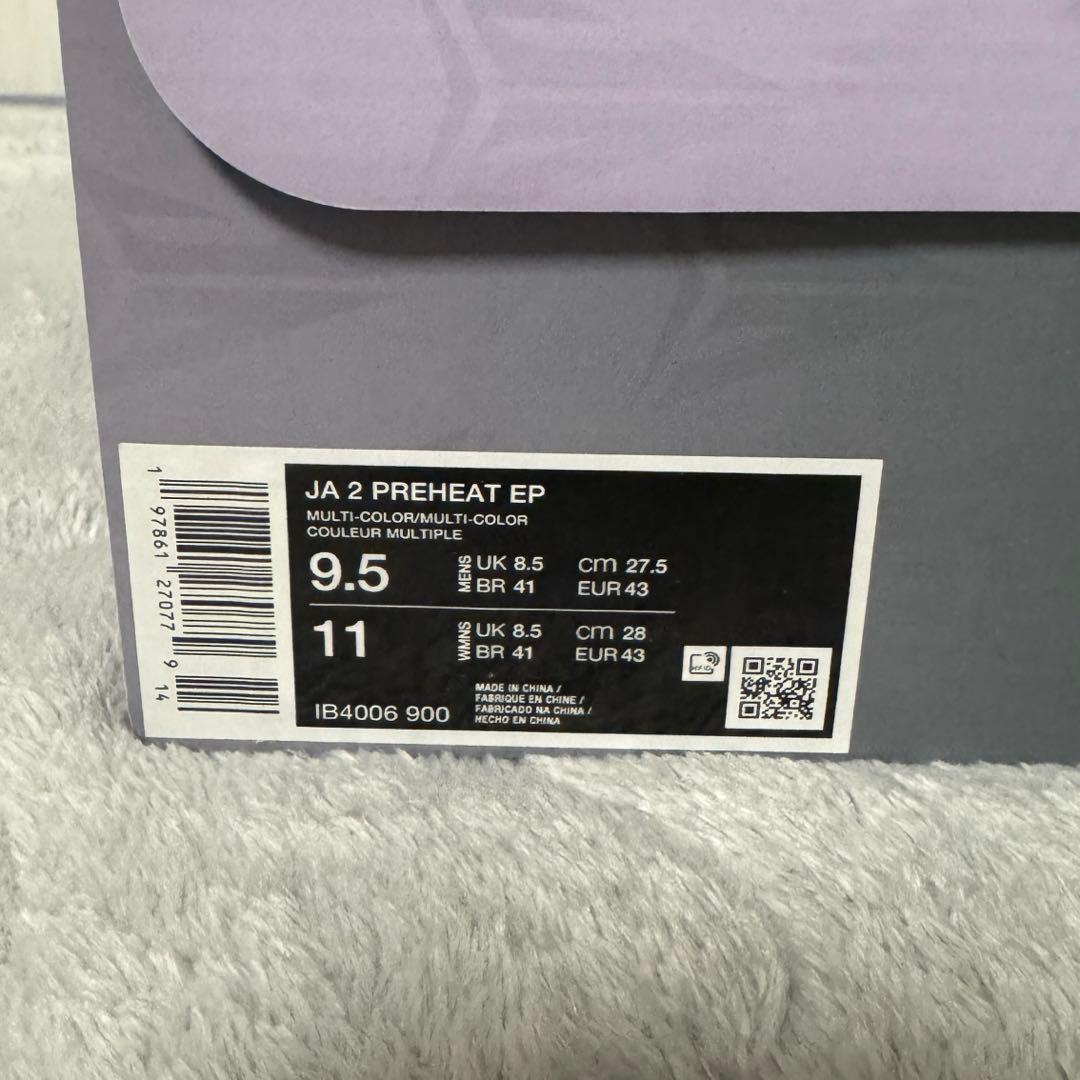 1 97861 27077 9 14
JA 2 PREHEAT EP
MULTI-COLOR/MULTI-COLOR
COULEUR MULTIPLE
9.5 MENS UK 8.5 cm 27.5
BR 41 EUR 43
11 WMNS UK 8.5 cm 28
BR 41 EUR 43
IB4006 900
MADE IN CHINA /
FABRIQUE EN CHINE /
FABRICADO NA CHINA /
HECHO EN CHINA